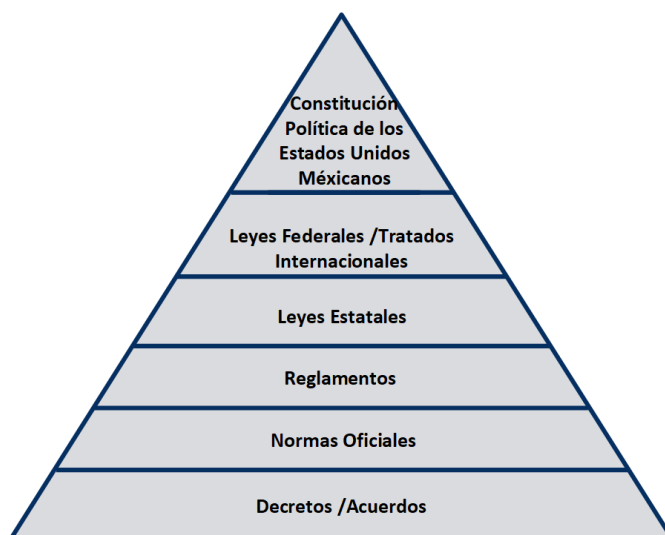 Constitución
Política de los
Estados Unidos
Méxicanos
Leyes Federales /Tratados
Internacionales
Leyes Estatales
Reglamentos
Normas Oficiales
Decretos /Acuerdos